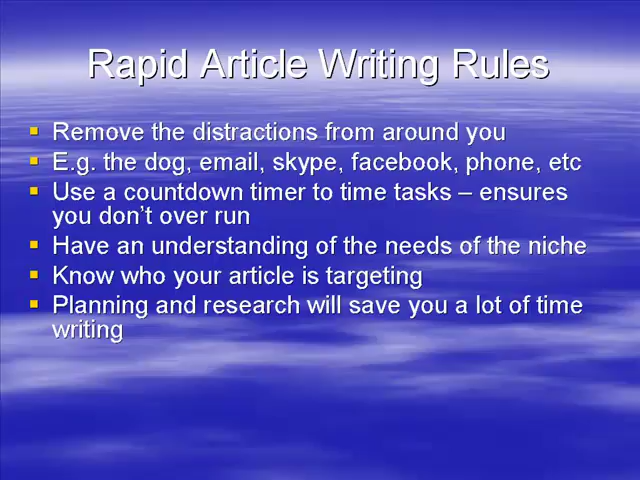 Rapid Article Writing Rules
Remove the distractions from around you
E.g. the dog, email, skype, facebook, phone, etc
Use a countdown timer to time tasks – ensures
you don't over run
Have an understanding of the needs of the niche
Know who your article is targeting
Planning and research will save you a lot of time
writing